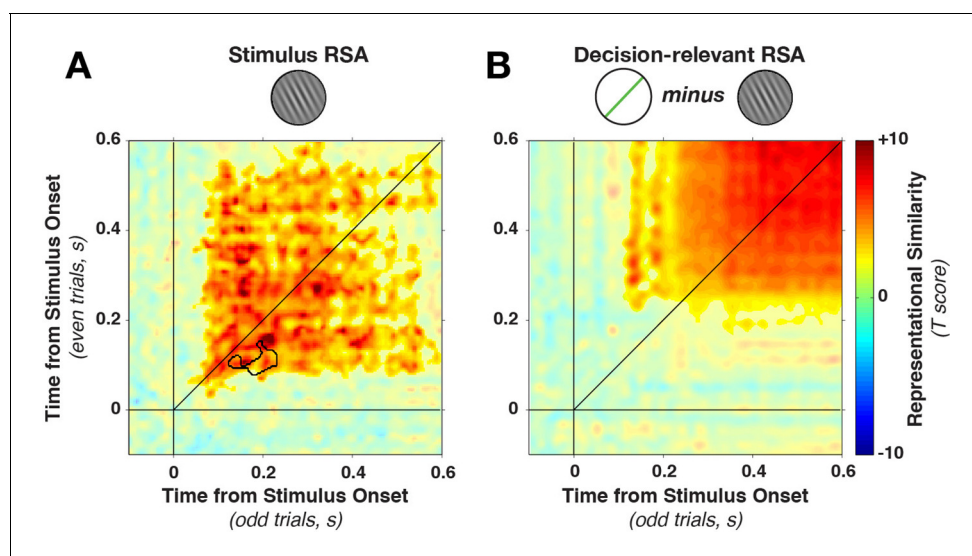 A
Stimulus RSA
0.6
0.4
0.2
0
Time from Stimulus Onset
(even trials, s)
0
0.2
0.4
0.6
Time from Stimulus Onset
(odd trials, s)
B
Decision-relevant RSA
minus
0.6
0.4
0.2
0
0
0.2
0.4
0.6
Time from Stimulus Onset
(odd trials, s)
+10
0
-10
Representational Similarity
(T score)